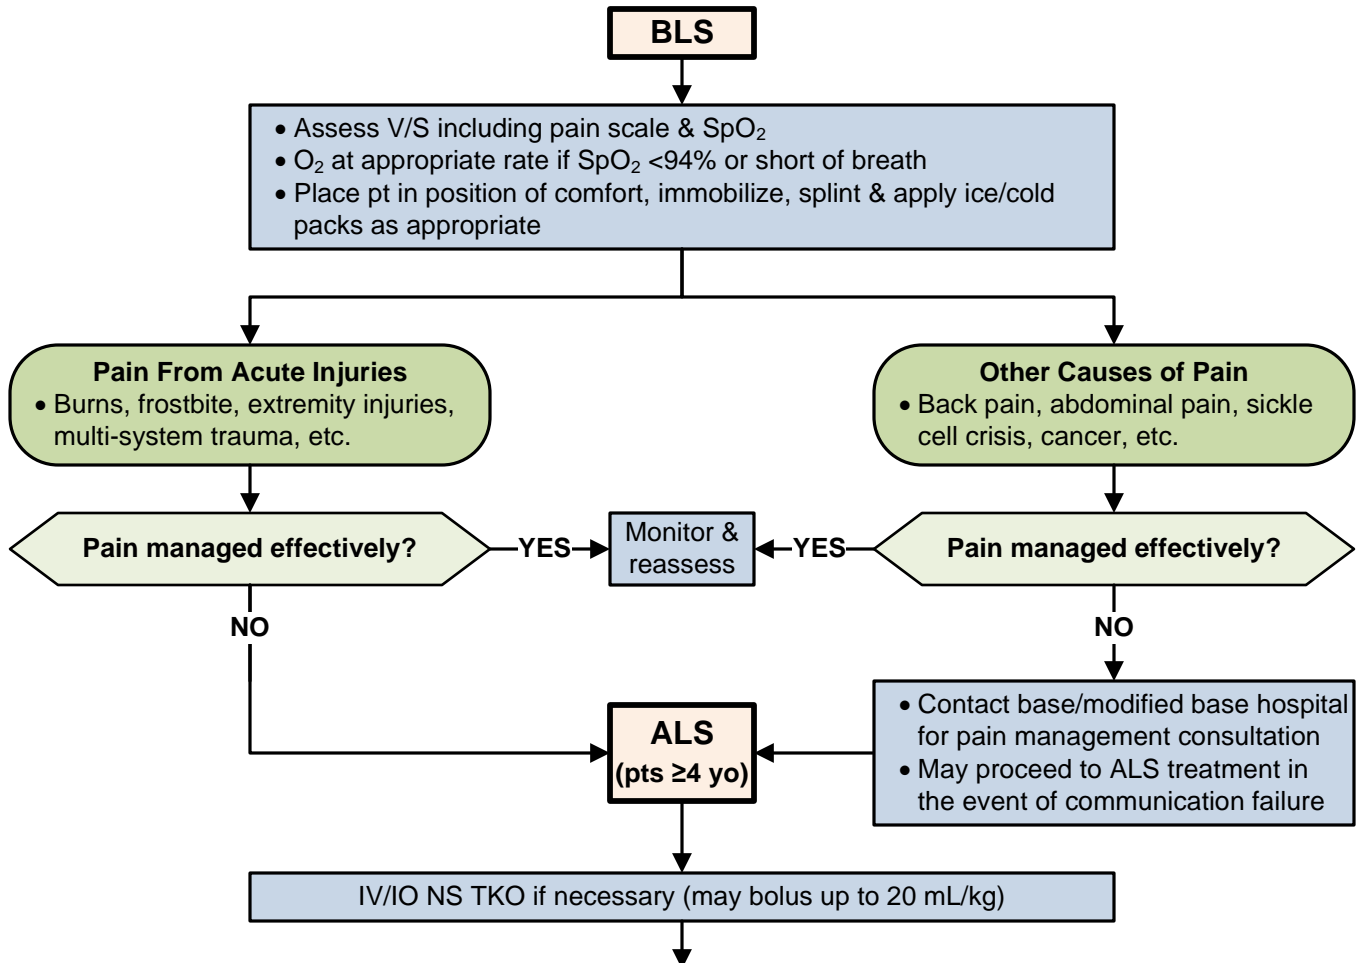 BLS
• Assess V/S including pain scale & SpO₂
• O₂ at appropriate rate if SpO₂ <94% or short of breath
• Place pt in position of comfort, immobilize, splint & apply ice/cold
packs as appropriate
Pain From Acute Injuries
• Burns, frostbite, extremity injuries,
multi-system trauma, etc.
Other Causes of Pain
• Back pain, abdominal pain, sickle
cell crisis, cancer, etc.
Pain managed effectively?
YES
Monitor &
reassess
YES
Pain managed effectively?
NO
NO
• Contact base/modified base hospital
for pain management consultation
• May proceed to ALS treatment in
the event of communication failure
ALS
(pts ≥4 yo)
IV/IO NS TKO if necessary (may bolus up to 20 mL/kg)